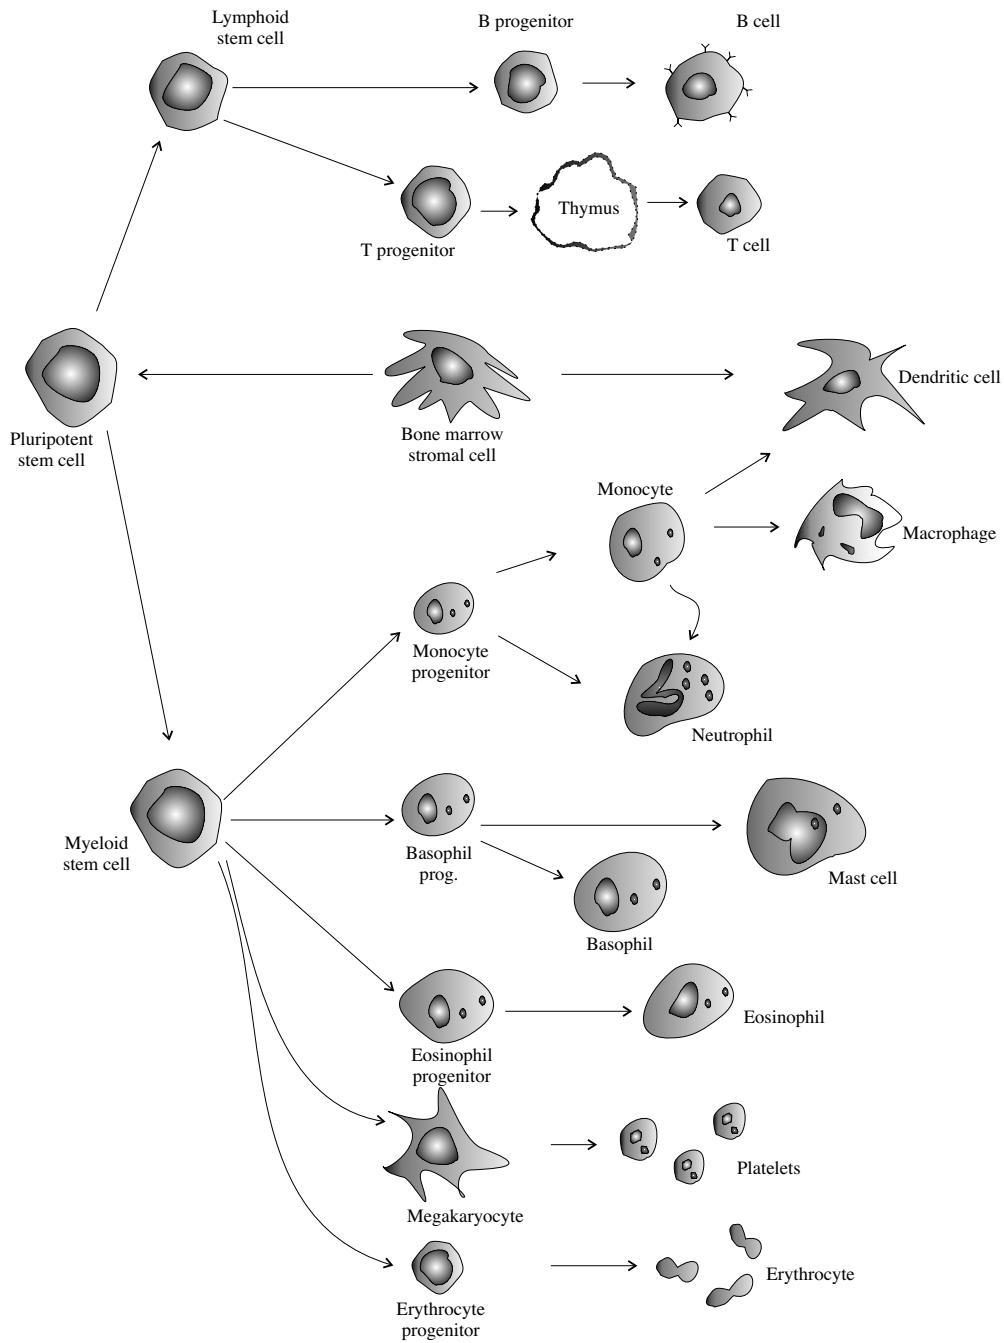 Lymphoid
stem cell
B progenitor
B cell
T progenitor
Thymus
T cell
Pluripotent
stem cell
Bone marrow
stromal cell
Dendritic cell
Monocyte
Macrophage
Monocyte
progenitor
Neutrophil
Myeloid
stem cell
Basophil
prog.
Mast cell
Basophil
Eosinophil
progenitor
Eosinophil
Megakaryocyte
Platelets
Erythrocyte
progenitor
Erythrocyte